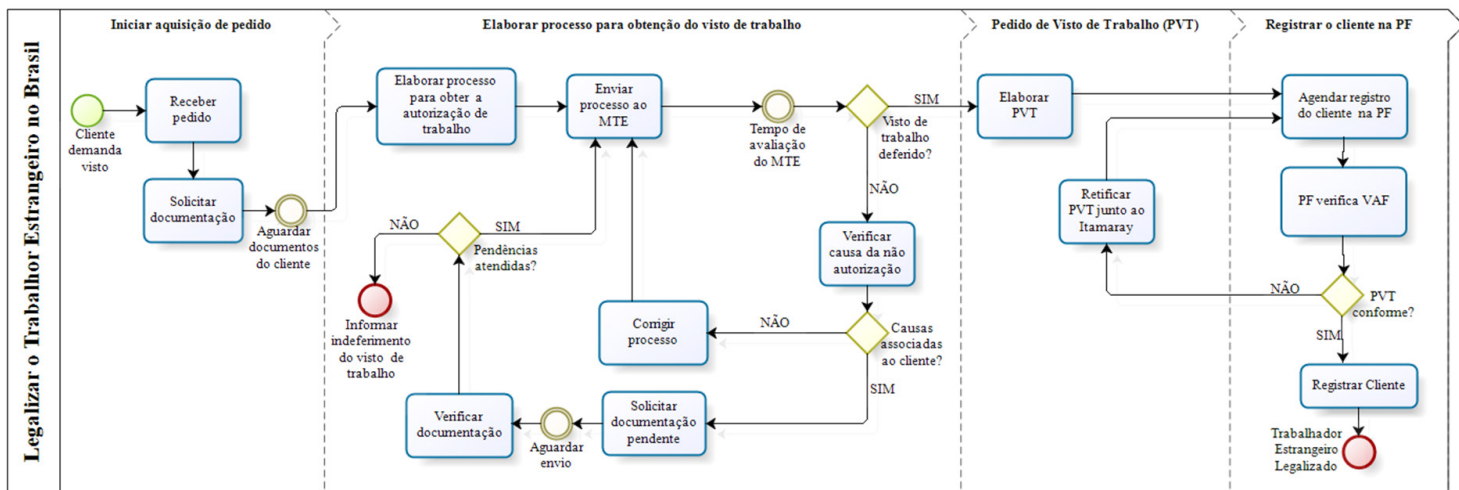 Legalizar o Trabalhor Estrangeiro no Brasil
Iniciar aquisição de pedido
Cliente
demanda
visto
Receber
pedido
Solicitar
documentação
Aguardar
documentos
do cliente
Elaborar processo para obtenção do visto de trabalho
Elaborar processo
para obter a
autorização de
trabalho
Enviar
processo ao
MTE
Tempo de
avaliação
do MTE
Visto de
trabalho
deferido?
SIM
NÃO
Verificar
causa da não
autorização
Causas
associadas
ao cliente?
NÃO
Corrigir
processo
SIM
Solicitar
documentação
pendente
Aguardar
envio
Verificar
documentação
Pendências
atendidas?
SIM
NÃO
Informar
indeferimento
do visto de
trabalho
Pedido de Visto de Trabalho (PVT)
Elaborar
PVT
Retificar
PVT junto ao
Itamaray
Registrar o cliente na PF
Agendar registro
do cliente na PF
PF verifica VAF
PVT
conforme?
NÃO
SIM
Registrar Cliente
Trabalhador
Estrangeiro
Legalizado